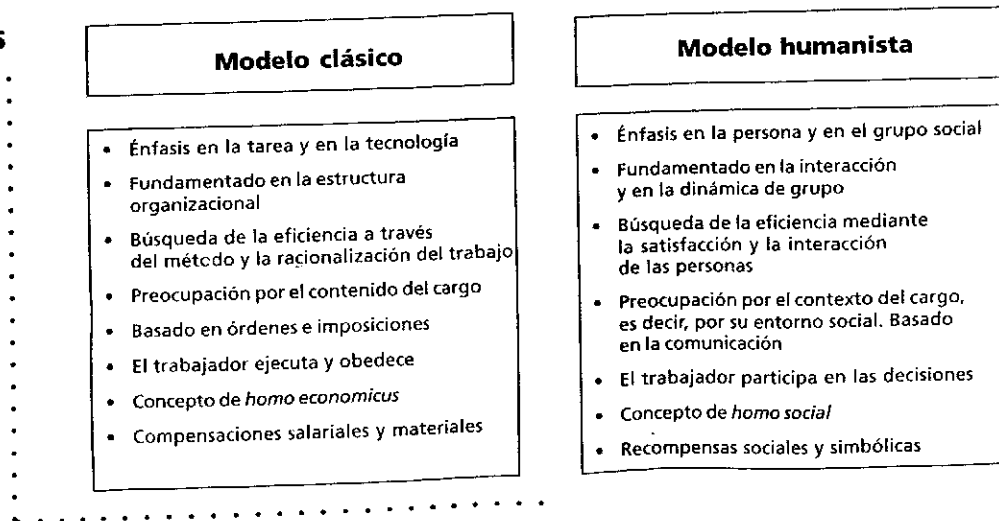 Modelo clásico
• Énfasis en la tarea y en la tecnología
• Fundamentado en la estructura
organizacional
• Búsqueda de la eficiencia a través
del método y la racionalización del trabajo
• Preocupación por el contenido del cargo
• Basado en órdenes e imposiciones
• El trabajador ejecuta y obedece
• Concepto de homo economicus
• Compensaciones salariales y materiales
Modelo humanista
• Énfasis en la persona y en el grupo social
• Fundamentado en la interacción
y en la dinámica de grupo
• Búsqueda de la eficiencia mediante
la satisfacción y la interacción
de las personas
• Preocupación por el contexto del cargo,
es decir, por su entorno social. Basado
en la comunicación
• El trabajador participa en las decisiones
• Concepto de homo social
• Recompensas sociales y simbólicas